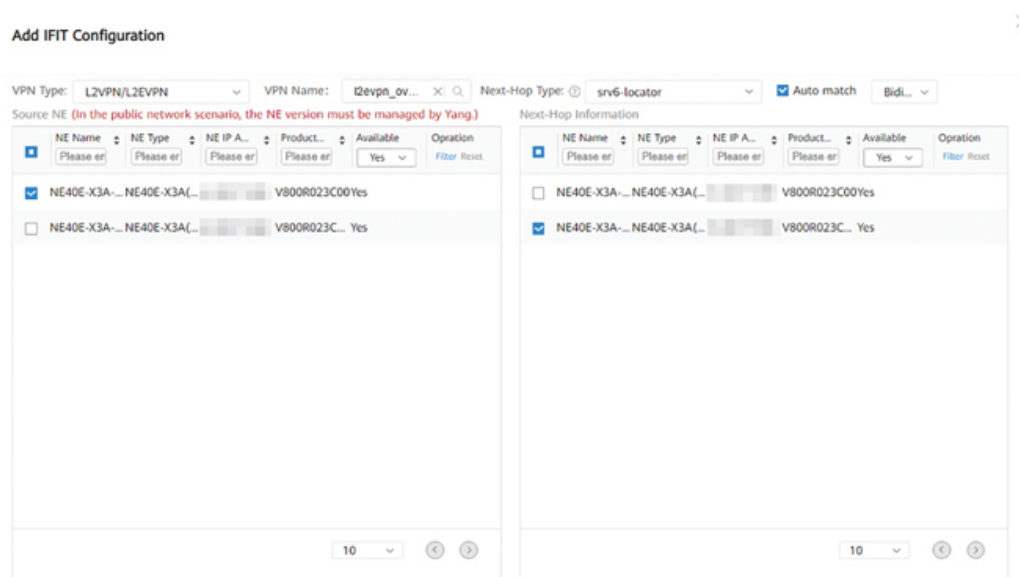 Add IFIT Configuration
VPN Type: L2VPN/L2EVPN VPN Name: l2evpn_ov... Next-Hop Type: srv6-locator Auto match Bidi...
Source NE (In the public network scenario, the NE version must be managed by Yang.) Next-Hop Information
NE Name NE Type NE IP A... Product... Available Opration NE Name NE Type NE IP A... Product... Available Opration
Please er Please er Please er Please er Yes Filter Reset Please er Please er Please er Please er Yes Filter Reset
NE40E-X3A-... NE40E-X3A(... V800R023C00 Yes NE40E-X3A-... NE40E-X3A(... V800R023C00 Yes
NE40E-X3A-... NE40E-X3A(... V800R023C... Yes NE40E-X3A-... NE40E-X3A(... V800R023C... Yes
10 10